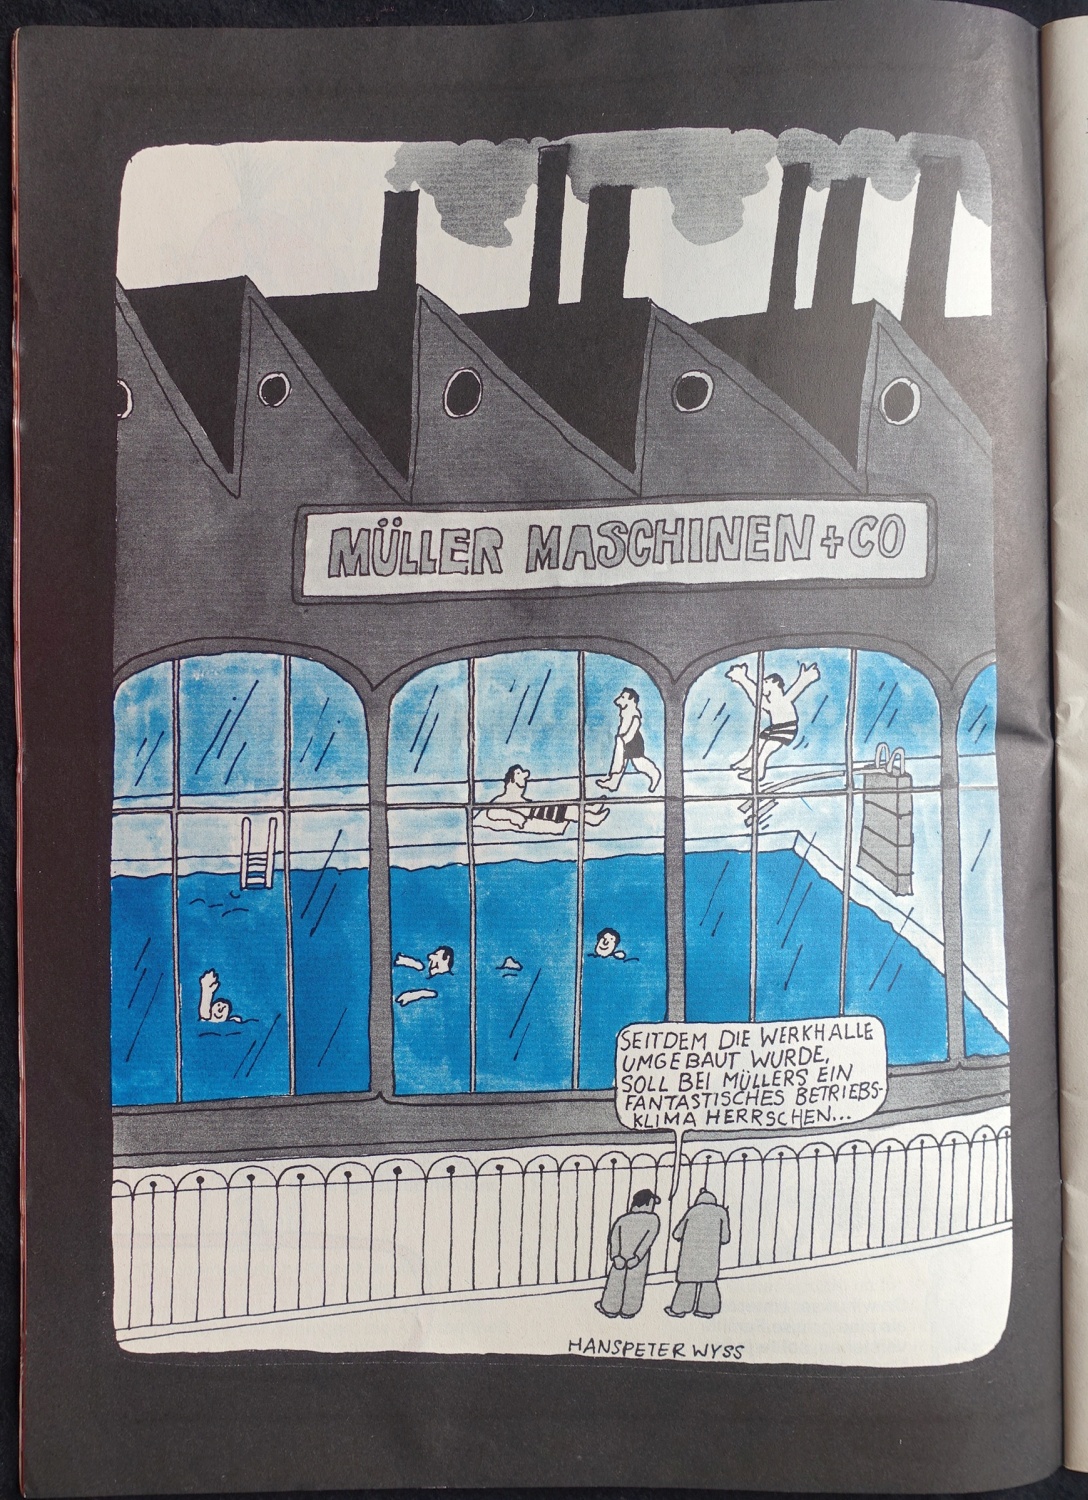 MÜLLER MASCHINEN + CO
SEITDEM DIE WERKHALLE
UMGEBAUT WURDE,
SOLL BEI MÜLLERS EIN
FANTASTISCHES BETRIEBS-
KLIMA HERRSCHEN...
HANSPETER WYSS